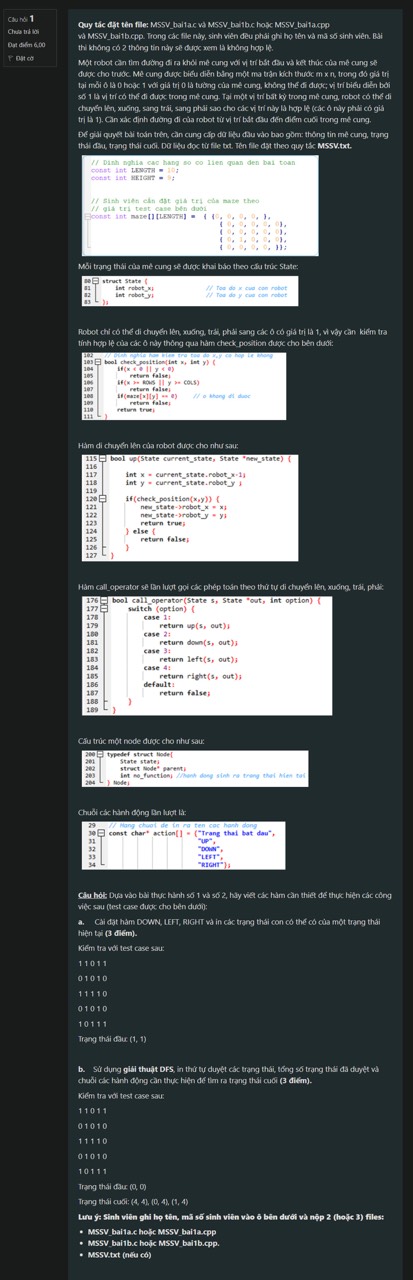 Câu hỏi 1
Chưa trả lời
Đạt điểm 6,00
Đặt cờ
Quy tắc đặt tên file: MSSV_bai1a.c và MSSV_bai1b.c hoặc MSSV_bai1a.cpp
và MSSV_bai1b.cpp. Trong các file này, sinh viên đều phải ghi họ tên và mã số sinh viên. Bài
thi không có 2 thông tin này sẽ được xem là không hợp lệ.
Một robot cần tìm đường đi ra khỏi mê cung với vị trí bắt đầu và kết thúc của mê cung sẽ
được cho trước. Mê cung được biểu diễn bằng một ma trận kích thước m x n, trong đó giá trị
tại mỗi ô là 0 hoặc 1 với giá trị 0 là tường của mê cung, không thể đi được; vị trí biểu diễn bởi
số 1 là vị trí có thể đi được trong mê cung. Tại một vị trí bất kỳ trong mê cung, robot có thể di
chuyển lên, xuống, sang trái, sang phải sao cho các vị trí này là hợp lệ (các ô này phải có giá
trị là 1). Cần xác định đường đi của robot từ vị trí bắt đầu đến điểm cuối trong mê cung.
Để giải quyết bài toán trên, cần cung cấp dữ liệu đầu vào bao gồm: thông tin mê cung, trạng
thái đầu, trạng thái cuối. Dữ liệu đọc từ file txt. Tên file đặt theo quy tắc MSSV.txt.
// Dinh nghia cac hang so co lien quan den bai toan
const int LENGTH = 10;
const int HEIGHT = 9;
// Sinh viên cần đặt giá trị của maze theo
// giá trị test case bên dưới
const int maze[][LENGTH] = { {0, 0, 0, 0, },
{ 0, 0, 0, 0, 0},
{ 0, 0, 0, 0, 0},
{ 0, 1, 0, 0, 0},
{ 0, 0, 0, 0, }};
Mỗi trạng thái của mê cung sẽ được khai báo theo cấu trúc State:
80 struct State {
81 int robot_x; // Toa do x cua con robot
82 int robot_y; // Toa do y cua con robot
83 };
Robot chỉ có thể di chuyển lên, xuống, trái, phải sang các ô có giá trị là 1, vì vậy cần kiểm tra
tính hợp lệ của các ô này thông qua hàm check_position được cho bên dưới:
102 // Dinh nghia ham kiem tra toa do x,y co hop le khong
103 bool check_position(int x, int y) {
104 if(x < 0 || y < 0)
105 return false;
106 if(x >= ROWS || y >= COLS)
107 return false;
108 if(maze[x][y] == 0) // o khong di duoc
109 return false;
110 return true;
111 }
Hàm di chuyển lên của robot được cho như sau:
115 bool up(State current_state, State *new_state) {
116
117 int x = current_state.robot_x-1;
118 int y = current_state.robot_y ;
119
120 if(check_position(x,y)) {
121 new_state->robot_x = x;
122 new_state->robot_y = y;
123 return true;
124 } else {
125 return false;
126 }
127 }
Hàm call_operator sẽ lần lượt gọi các phép toán theo thứ tự di chuyển lên, xuống, trái, phải:
176 bool call_operator(State s, State *out, int option) {
177 switch (option) {
178 case 1:
179 return up(s, out);
180 case 2:
181 return down(s, out);
182 case 3:
183 return left(s, out);
184 case 4:
185 return right(s, out);
186 default:
187 return false;
188 }
189 }
Cấu trúc một node được cho như sau:
200 typedef struct Node{
201 State state;
202 struct Node* parent;
203 int no_function; //hanh dong sinh ra trang thai hien tai
204 } Node;
Chuỗi các hành động lần lượt là:
29 // Hang chuoi de in ra ten cac hanh dong
30 const char* action[] = {"Trang thai bat dau",
31 "UP",
32 "DOWN",
33 "LEFT",
34 "RIGHT"};
Câu hỏi: Dựa vào bài thực hành số 1 và số 2, hãy viết các hàm cần thiết để thực hiện các công
việc sau (test case được cho bên dưới):
a. Cài đặt hàm DOWN, LEFT, RIGHT và in các trạng thái con có thể có của một trạng thái
hiện tại (3 điểm).
Kiểm tra với test case sau:
1 1 0 1 1
0 1 0 1 0
1 1 1 1 0
0 1 0 1 0
1 0 1 1 1
Trạng thái đầu: (1, 1)
b. Sử dụng giải thuật DFS, in thứ tự duyệt các trạng thái, tổng số trạng thái đã duyệt và
chuỗi các hành động cần thực hiện để tìm ra trạng thái cuối (3 điểm).
Kiểm tra với test case sau:
1 1 0 1 1
0 1 0 1 0
1 1 1 1 0
0 1 0 1 0
1 0 1 1 1
Trạng thái đầu: (0, 0)
Trạng thái cuối: (4, 4), (0, 4), (1, 4)
Lưu ý: Sinh viên ghi họ tên, mã số sinh viên vào ô bên dưới và nộp 2 (hoặc 3) files:
• MSSV_bai1a.c hoặc MSSV_bai1a.cpp
• MSSV_bai1b.c hoặc MSSV_bai1b.cpp.
• MSSV.txt (nếu có)